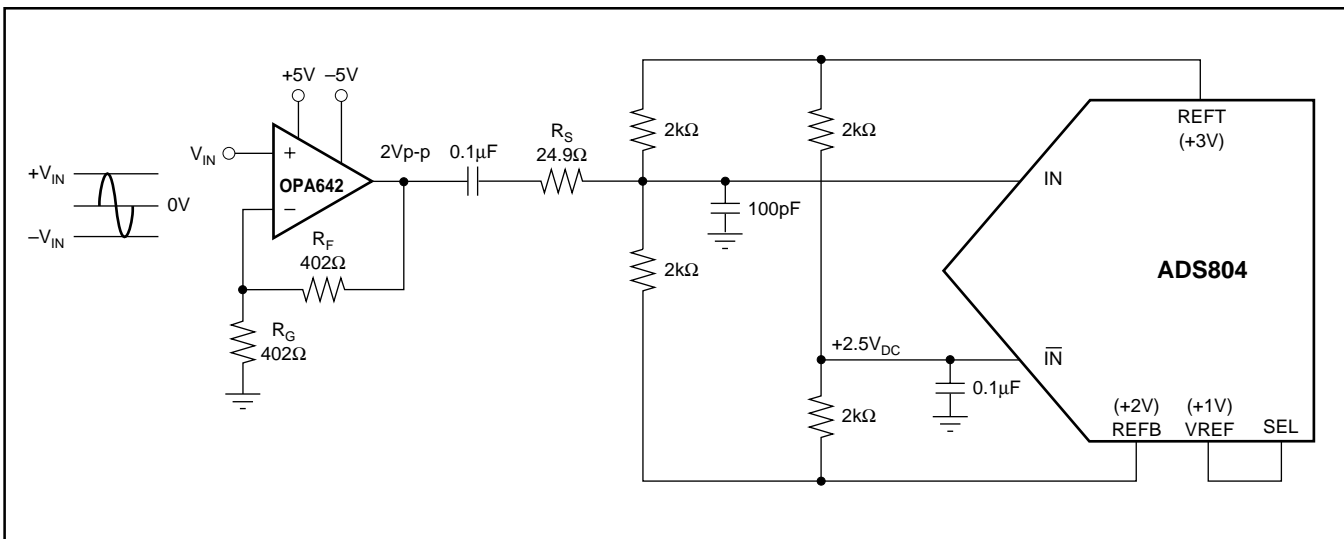 +5V –5V
V_IN
+
OPA642
–
+V_IN
0V
–V_IN
2Vp-p
0.1µF
R_S
24.9Ω
2kΩ
2kΩ
REFT
(+3V)
IN
100pF
R_F
402Ω
2kΩ
ADS804
R_G
402Ω
+2.5V_DC
I̅N̅
0.1µF
2kΩ
(+2V)
REFB
(+1V)
VREF
SEL